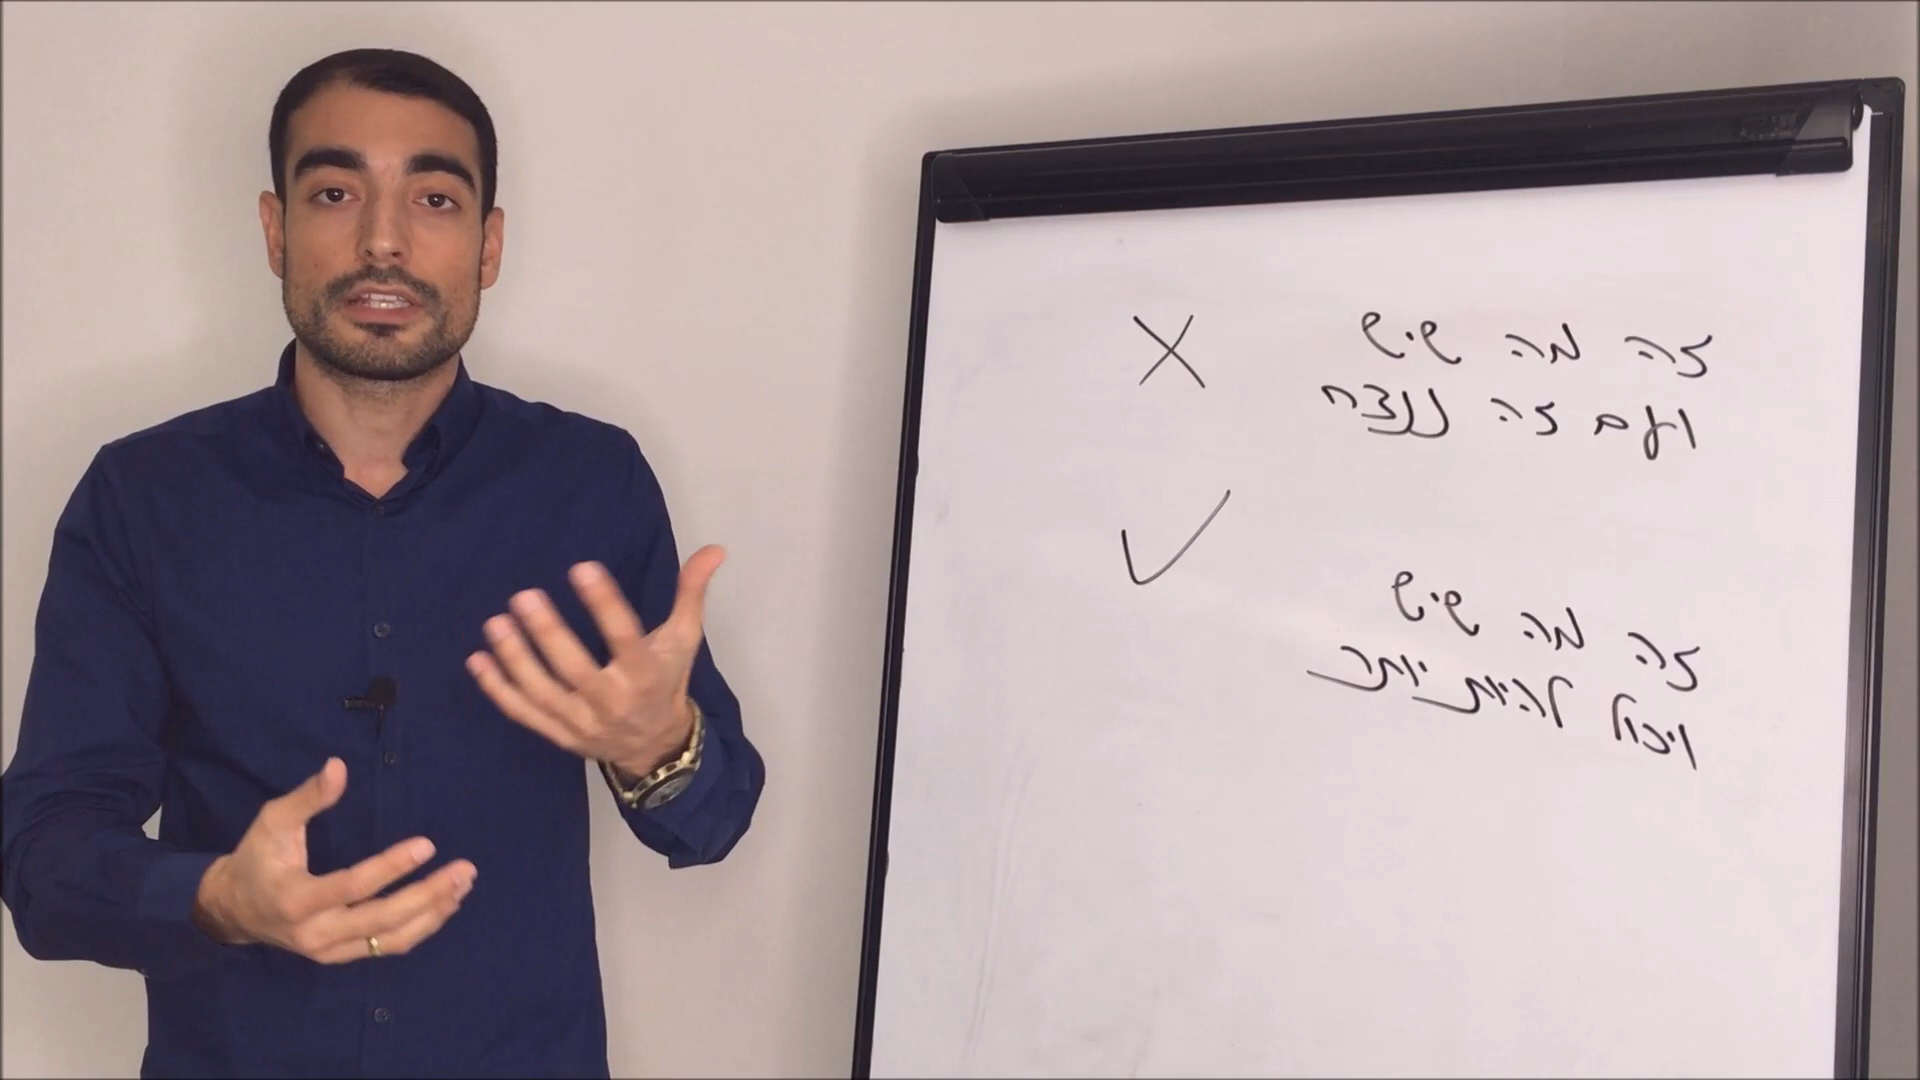 זה מה שיש
ועם זה ננצח
זה מה שיש
ויכול להיות יותר